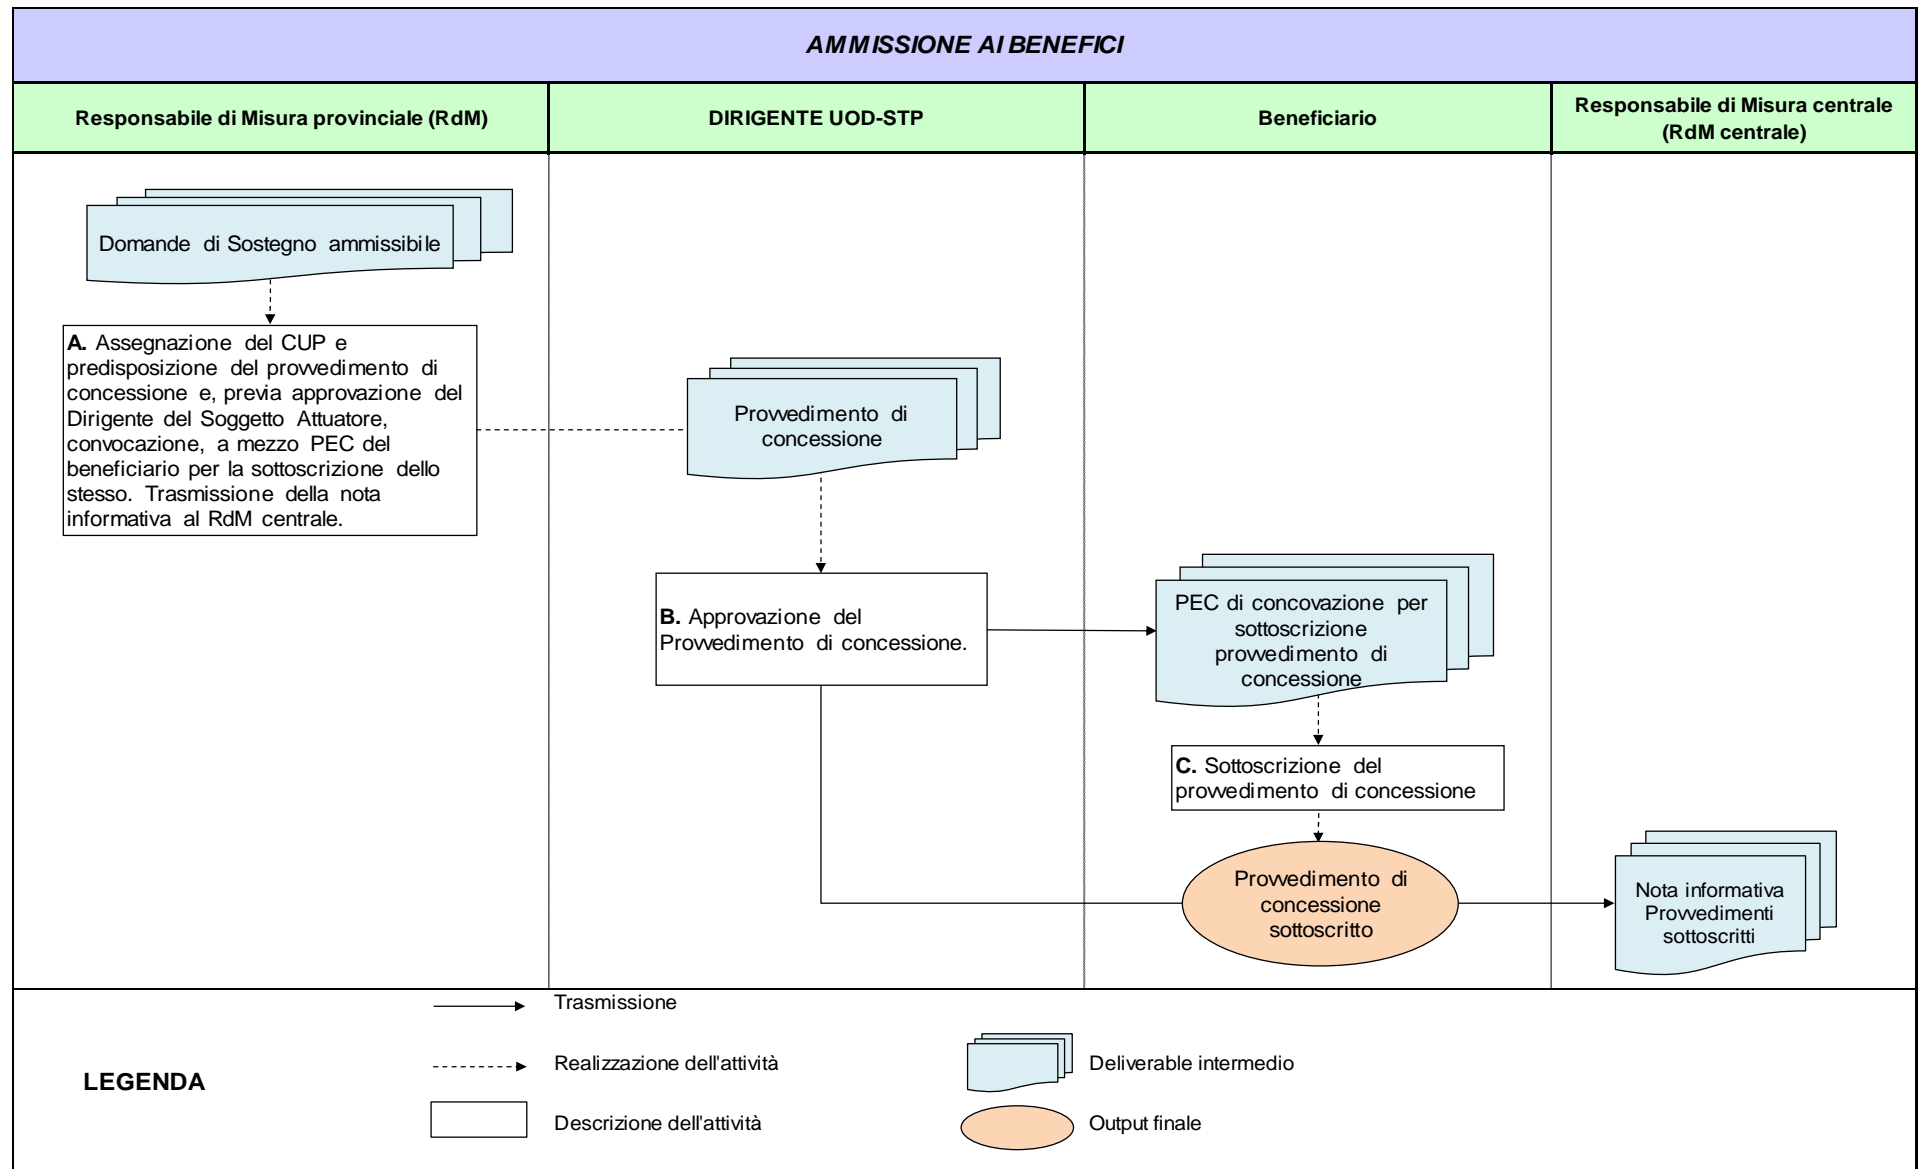 AMMISSIONE AI BENEFICI
Responsabile di Misura provinciale (RdM)
DIRIGENTE UOD-STP
Beneficiario
Responsabile di Misura centrale
(RdM centrale)
Domande di Sostegno ammissibile
A. Assegnazione del CUP e
predisposizione del provvedimento di
concessione e, previa approvazione del
Dirigente del Soggetto Attuatore,
convocazione, a mezzo PEC del
beneficiario per la sottoscrizione dello
stesso. Trasmissione della nota
informativa al RdM centrale.
Provvedimento di
concessione
B. Approvazione del
Provvedimento di concessione.
PEC di concovazione per
sottoscrizione
provvedimento di
concessione
C. Sottoscrizione del
provvedimento di concessione
Provvedimento di
concessione
sottoscritto
Nota informativa
Provvedimenti
sottoscritti
LEGENDA
Trasmissione
Realizzazione dell'attività
Descrizione dell'attività
Deliverable intermedio
Output finale